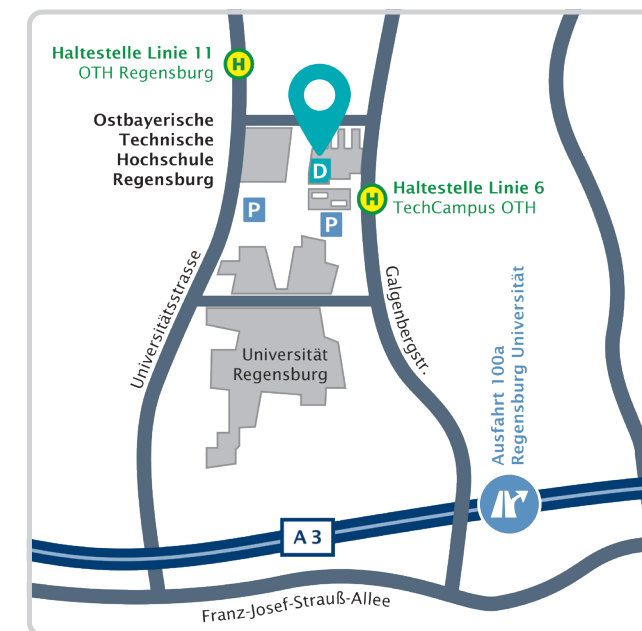 Haltestelle Linie 11
OTH Regensburg
H
Ostbayerische
Technische
Hochschule
Regensburg
D
H
Haltestelle Linie 6
TechCampus OTH
P
P
Universitätsstrasse
Galgenbergstr.
Universität
Regensburg
Ausfahrt 100a
Regensburg Universität
A 3
Franz-Josef-Strauß-Allee